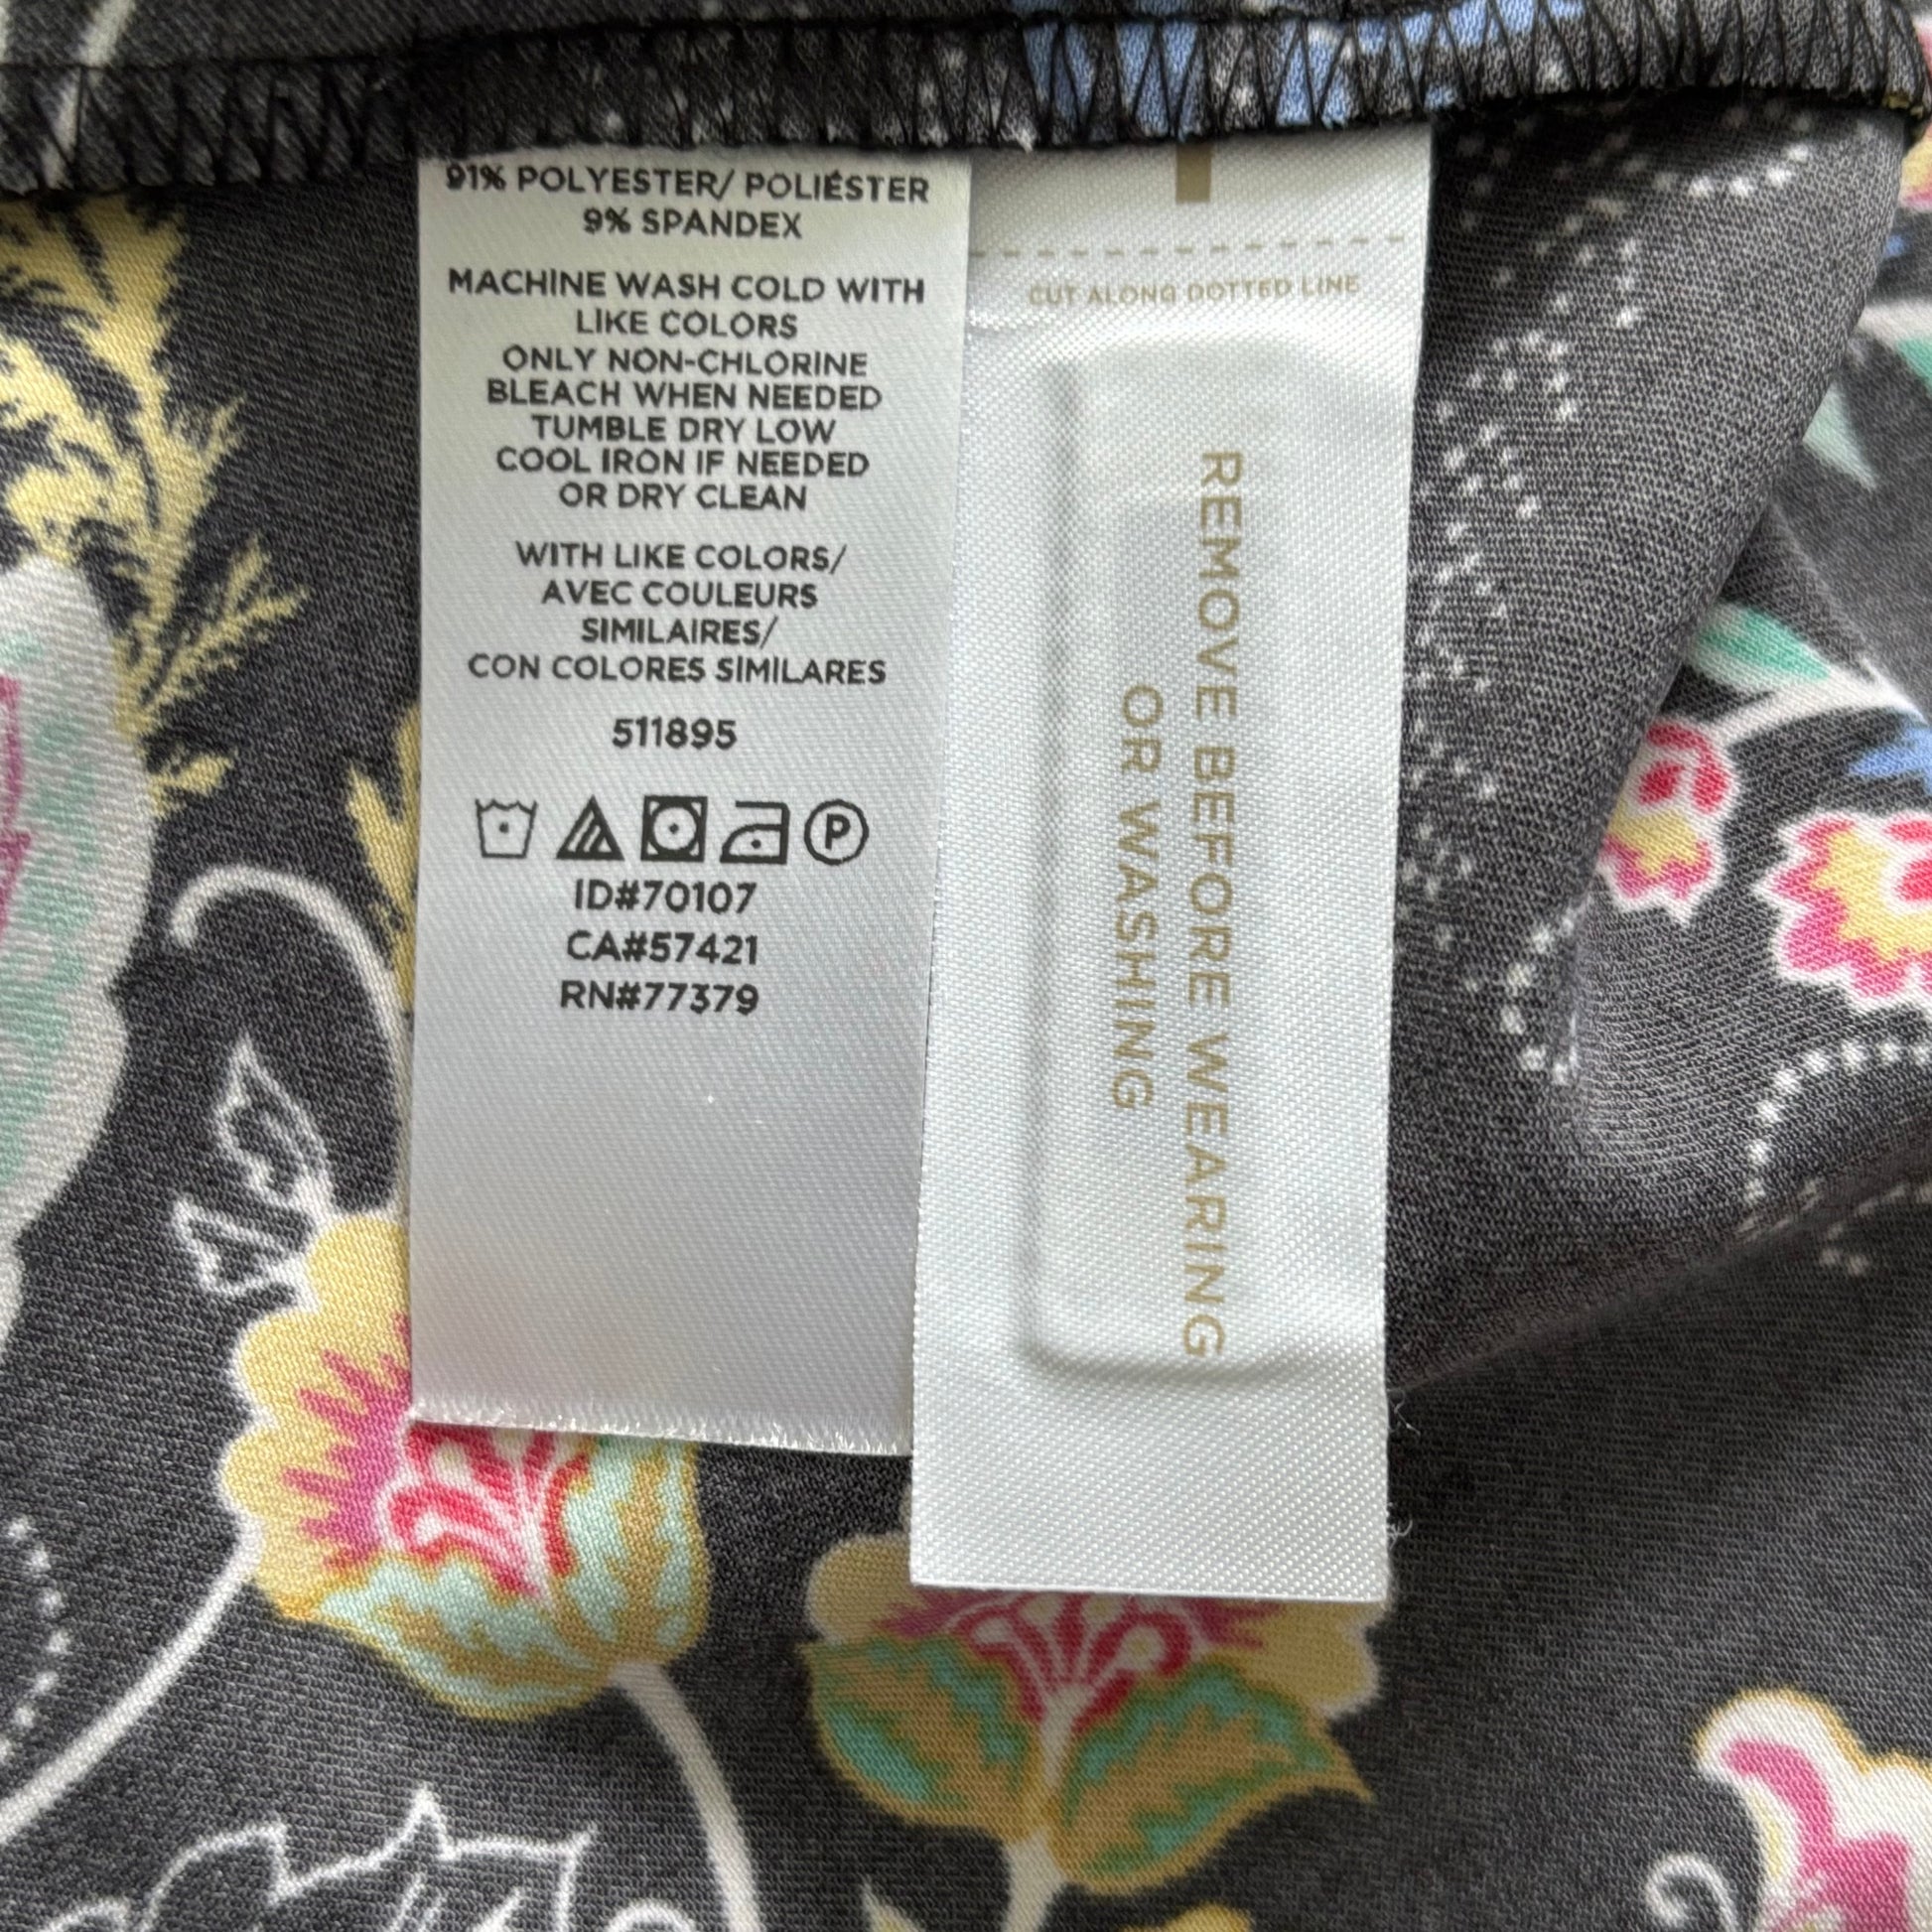 91% POLYESTER/ POLIÉSTER
9% SPANDEX
MACHINE WASH COLD WITH
LIKE COLORS
ONLY NON-CHLORINE
BLEACH WHEN NEEDED
TUMBLE DRY LOW
COOL IRON IF NEEDED
OR DRY CLEAN
WITH LIKE COLORS/
AVEC COULEURS
SIMILAIRES/
CON COLORES SIMILARES
511895
P
ID#70107
CA#57421
RN#77379
CUT ALONG DOTTED LINE
REMOVE BEFORE WEARING
OR WASHING